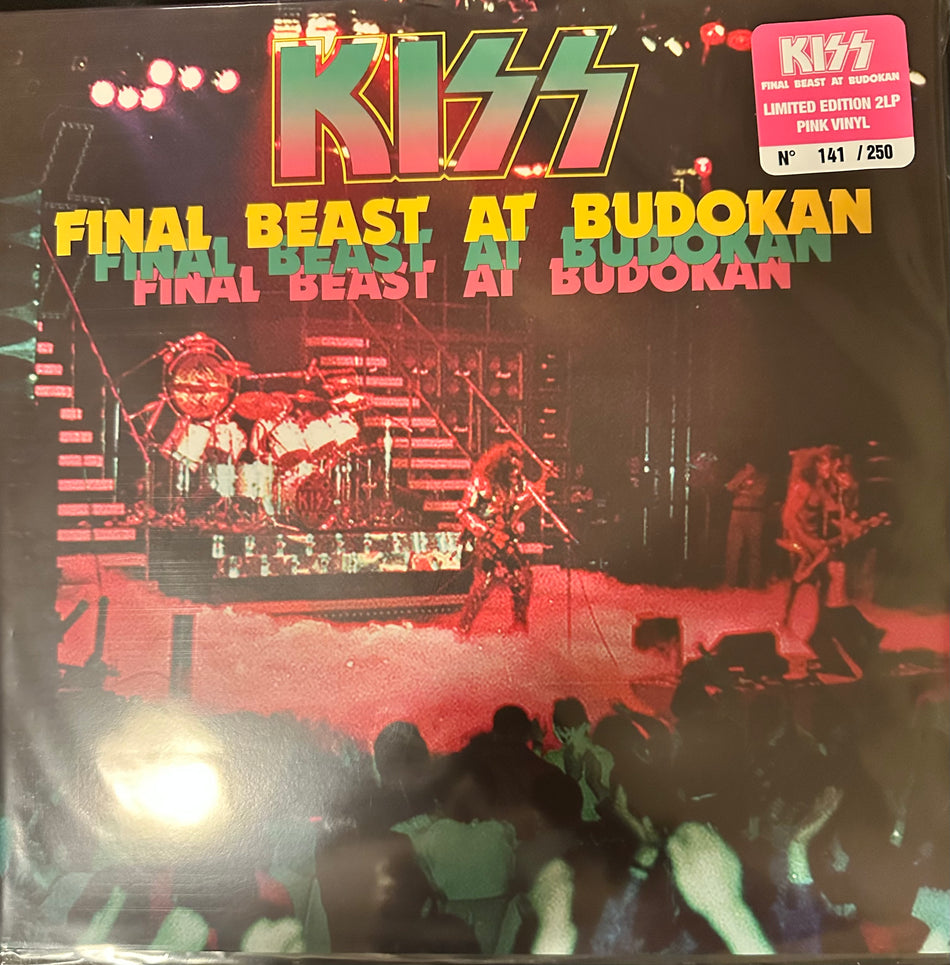 KISS
FINAL BEAST AT BUDOKAN
FINAL BEAST AT BUDOKAN
FINAL BEAST AT BUDOKAN
KISS
FINAL BEAST AT BUDOKAN
LIMITED EDITION 2LP
PINK VINYL
N° 141 / 250